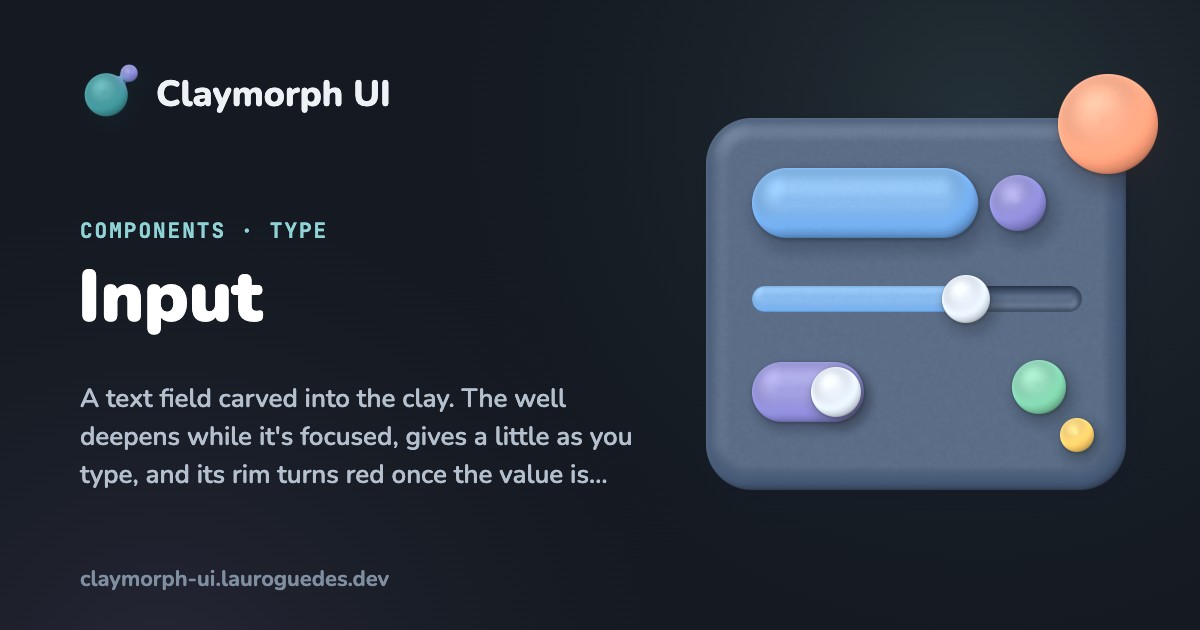 Claymorph UI
COMPONENTS · TYPE
Input
A text field carved into the clay. The well
deepens while it's focused, gives a little as you
type, and its rim turns red once the value is...
claymorph-ui.lauroguedes.dev